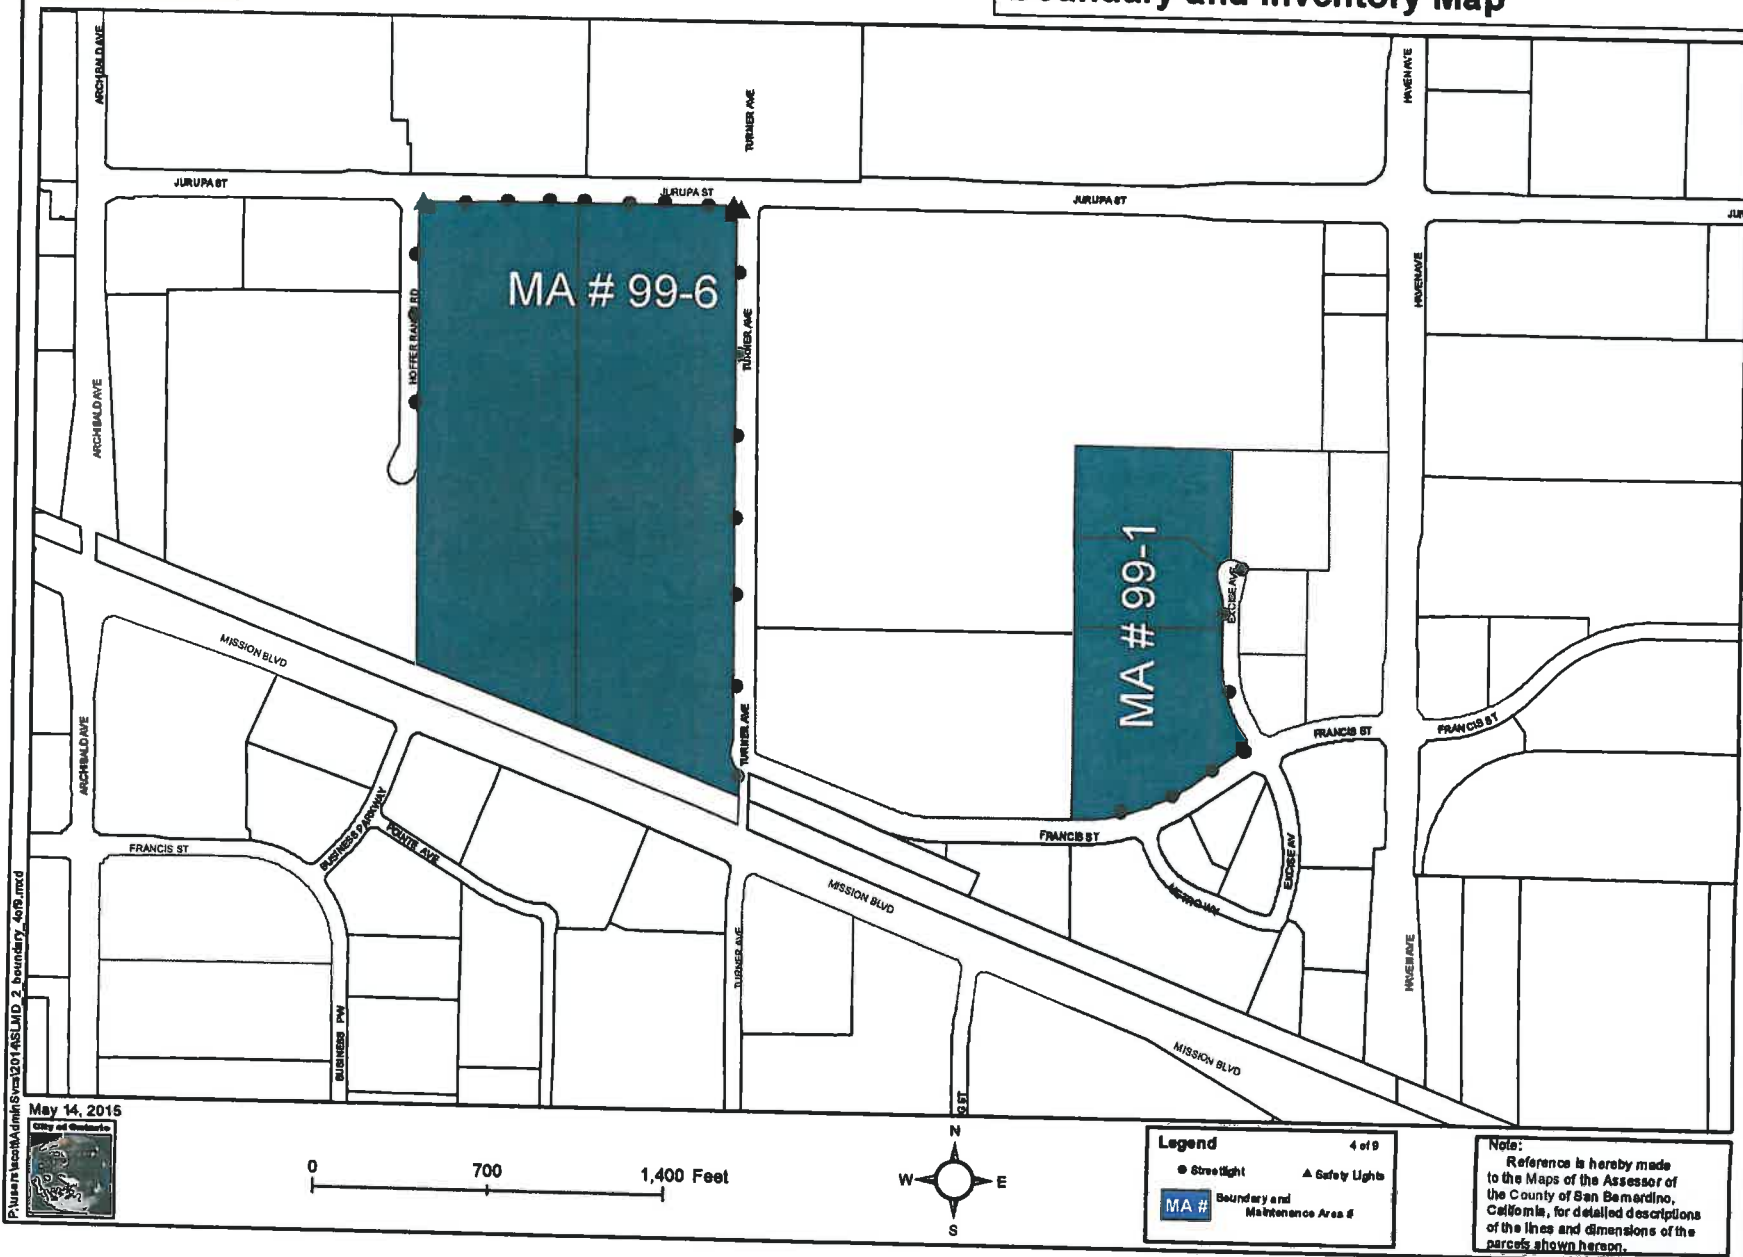 Boundary and Inventory Map
ARCHIBALD AVE
TURNER AVE
HAVEN AVE
JURUPA ST
JURUPA ST
JURUPA ST
MA # 99-6
HAVEN AVE
TURNER AVE
ARCHIBALD AVE
MA # 99-1
EXCISE AVE
MISSION BLVD
ARCHIBALD AVE
TURNER AVE
FRANCIS ST
FRANCIS ST
BUSINESS PARKWAY
POINTE AVE
FRANCIS ST
FRANCIS ST
EXCISE AV
METRO WY
MISSION BLVD
TURNER AVE
HAVEN AVE
BUSINESS PW
MISSION BLVD
G ST
May 14, 2015
City of Ontario
0 700 1,400 Feet
N
W E
S
Legend 4 of 9
Streetlight Safety Lights
MA # Boundary and
Maintenance Area #
Note:
Reference is hereby made
to the Maps of the Assessor of
the County of San Bernardino,
California, for detailed descriptions
of the lines and dimensions of the
parcels shown hereon.